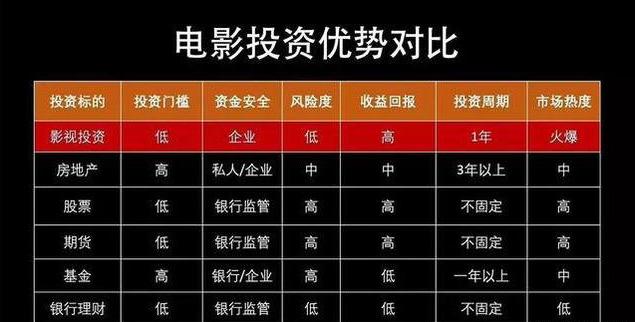 电影投资优势对比
投资标的 投资门槛 资金安全 风险度 收益回报 投资周期 市场热度
影视投资 低 企业 低 高 1年 火爆
房地产 高 私人/企业 中 中 3年以上 中
股票 低 银行监管 高 高 不固定 高
期货 低 银行监管 高 高 不固定 高
基金 高 银行/企业 高 低 一年以上 中
银行理财 低 银行监管 低 低 不固定 低